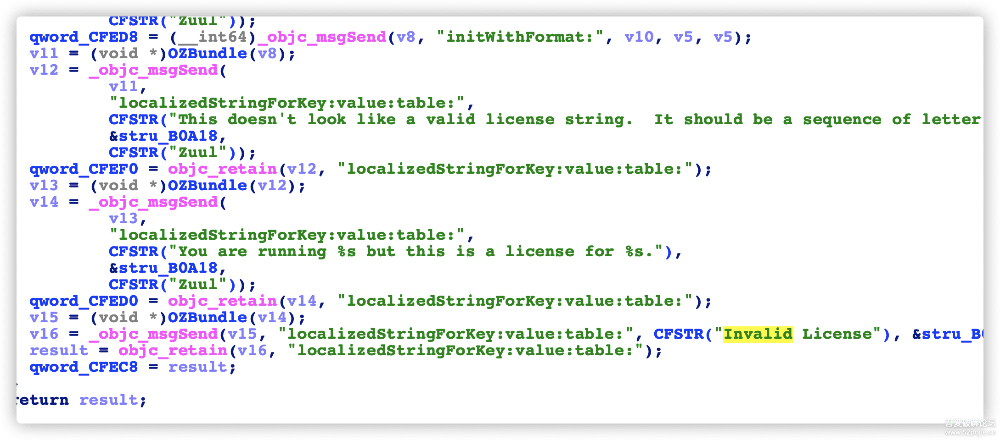 CFSTR("Zuul"));
qword_CFED8 = (__int64)_objc_msgSend(v8, "initWithFormat:", v10, v5, v5);
v11 = (void *)OZBundle(v8);
v12 = _objc_msgSend(
v11,
"localizedStringForKey:value:table:",
CFSTR("This doesn't look like a valid license string.  It should be a sequence of letter
&stru_B0A18,
CFSTR("Zuul"));
qword_CFEF0 = objc_retain(v12, "localizedStringForKey:value:table:");
v13 = (void *)OZBundle(v12);
v14 = _objc_msgSend(
v13,
"localizedStringForKey:value:table:",
CFSTR("You are running %s but this is a license for %s."),
&stru_B0A18,
CFSTR("Zuul"));
qword_CFED0 = objc_retain(v14, "localizedStringForKey:value:table:");
v15 = (void *)OZBundle(v14);
v16 = _objc_msgSend(v15, "localizedStringForKey:value:table:", CFSTR("Invalid License"), &stru_B0
result = objc_retain(v16, "localizedStringForKey:value:table:");
qword_CFEC8 = result;
return result;
吾爱破解论坛
www.52pojie.cn